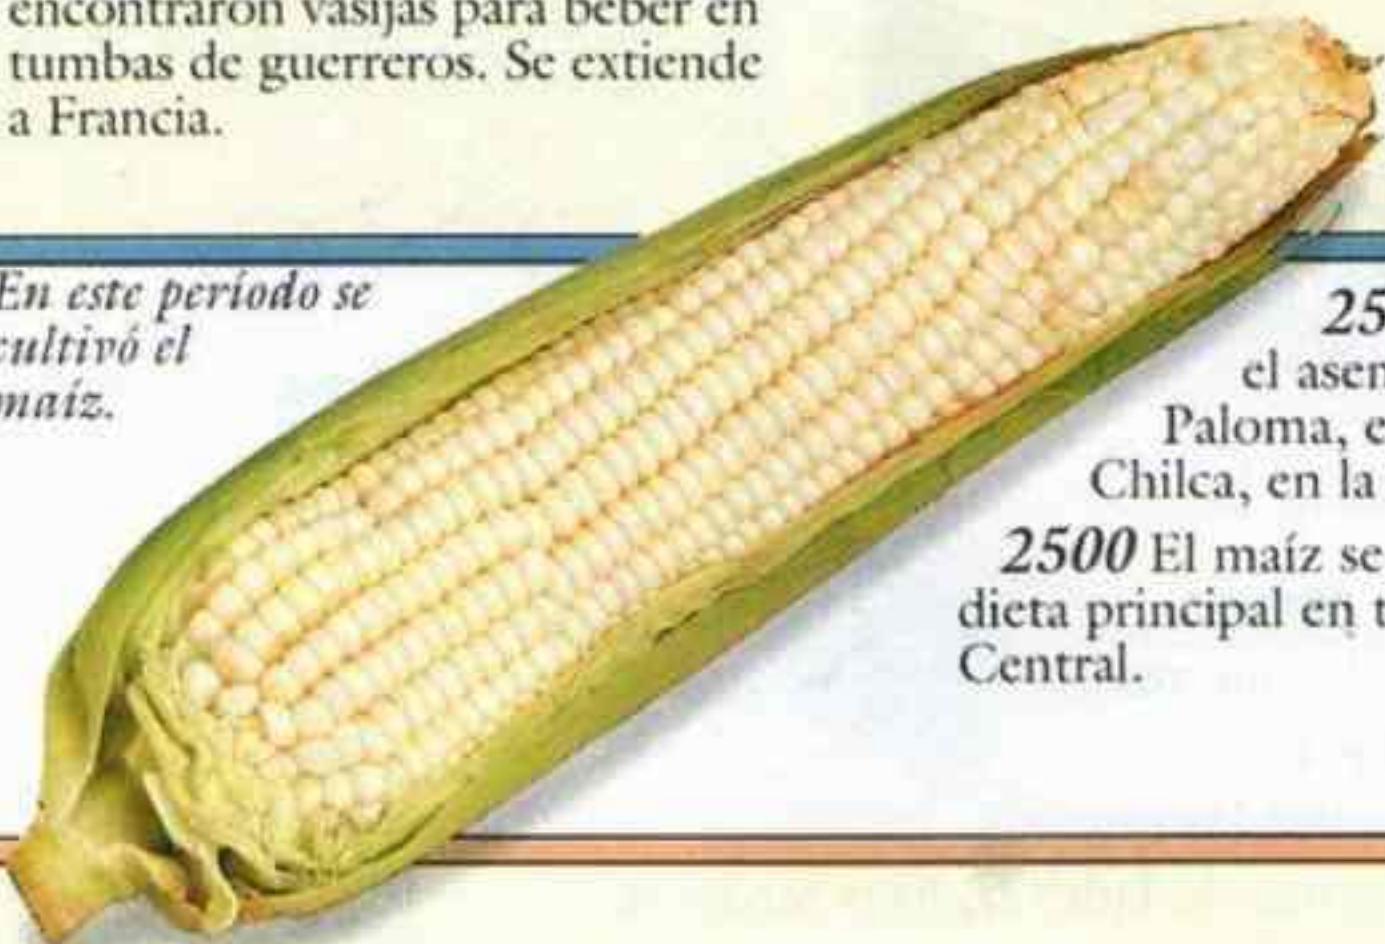 encontraron vasijas para beber en
tumbas de guerreros. Se extiende
a Francia.
En este período se
cultivó el
maíz.
25
el asen
Paloma, e
Chilca, en la
2500 El maíz se
dieta principal en t
Central.